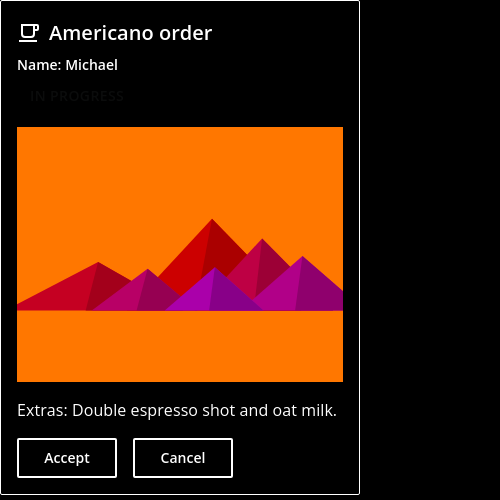 Americano order
Name: Michael
IN PROGRESS
Extras: Double espresso shot and oat milk.
Accept
Cancel